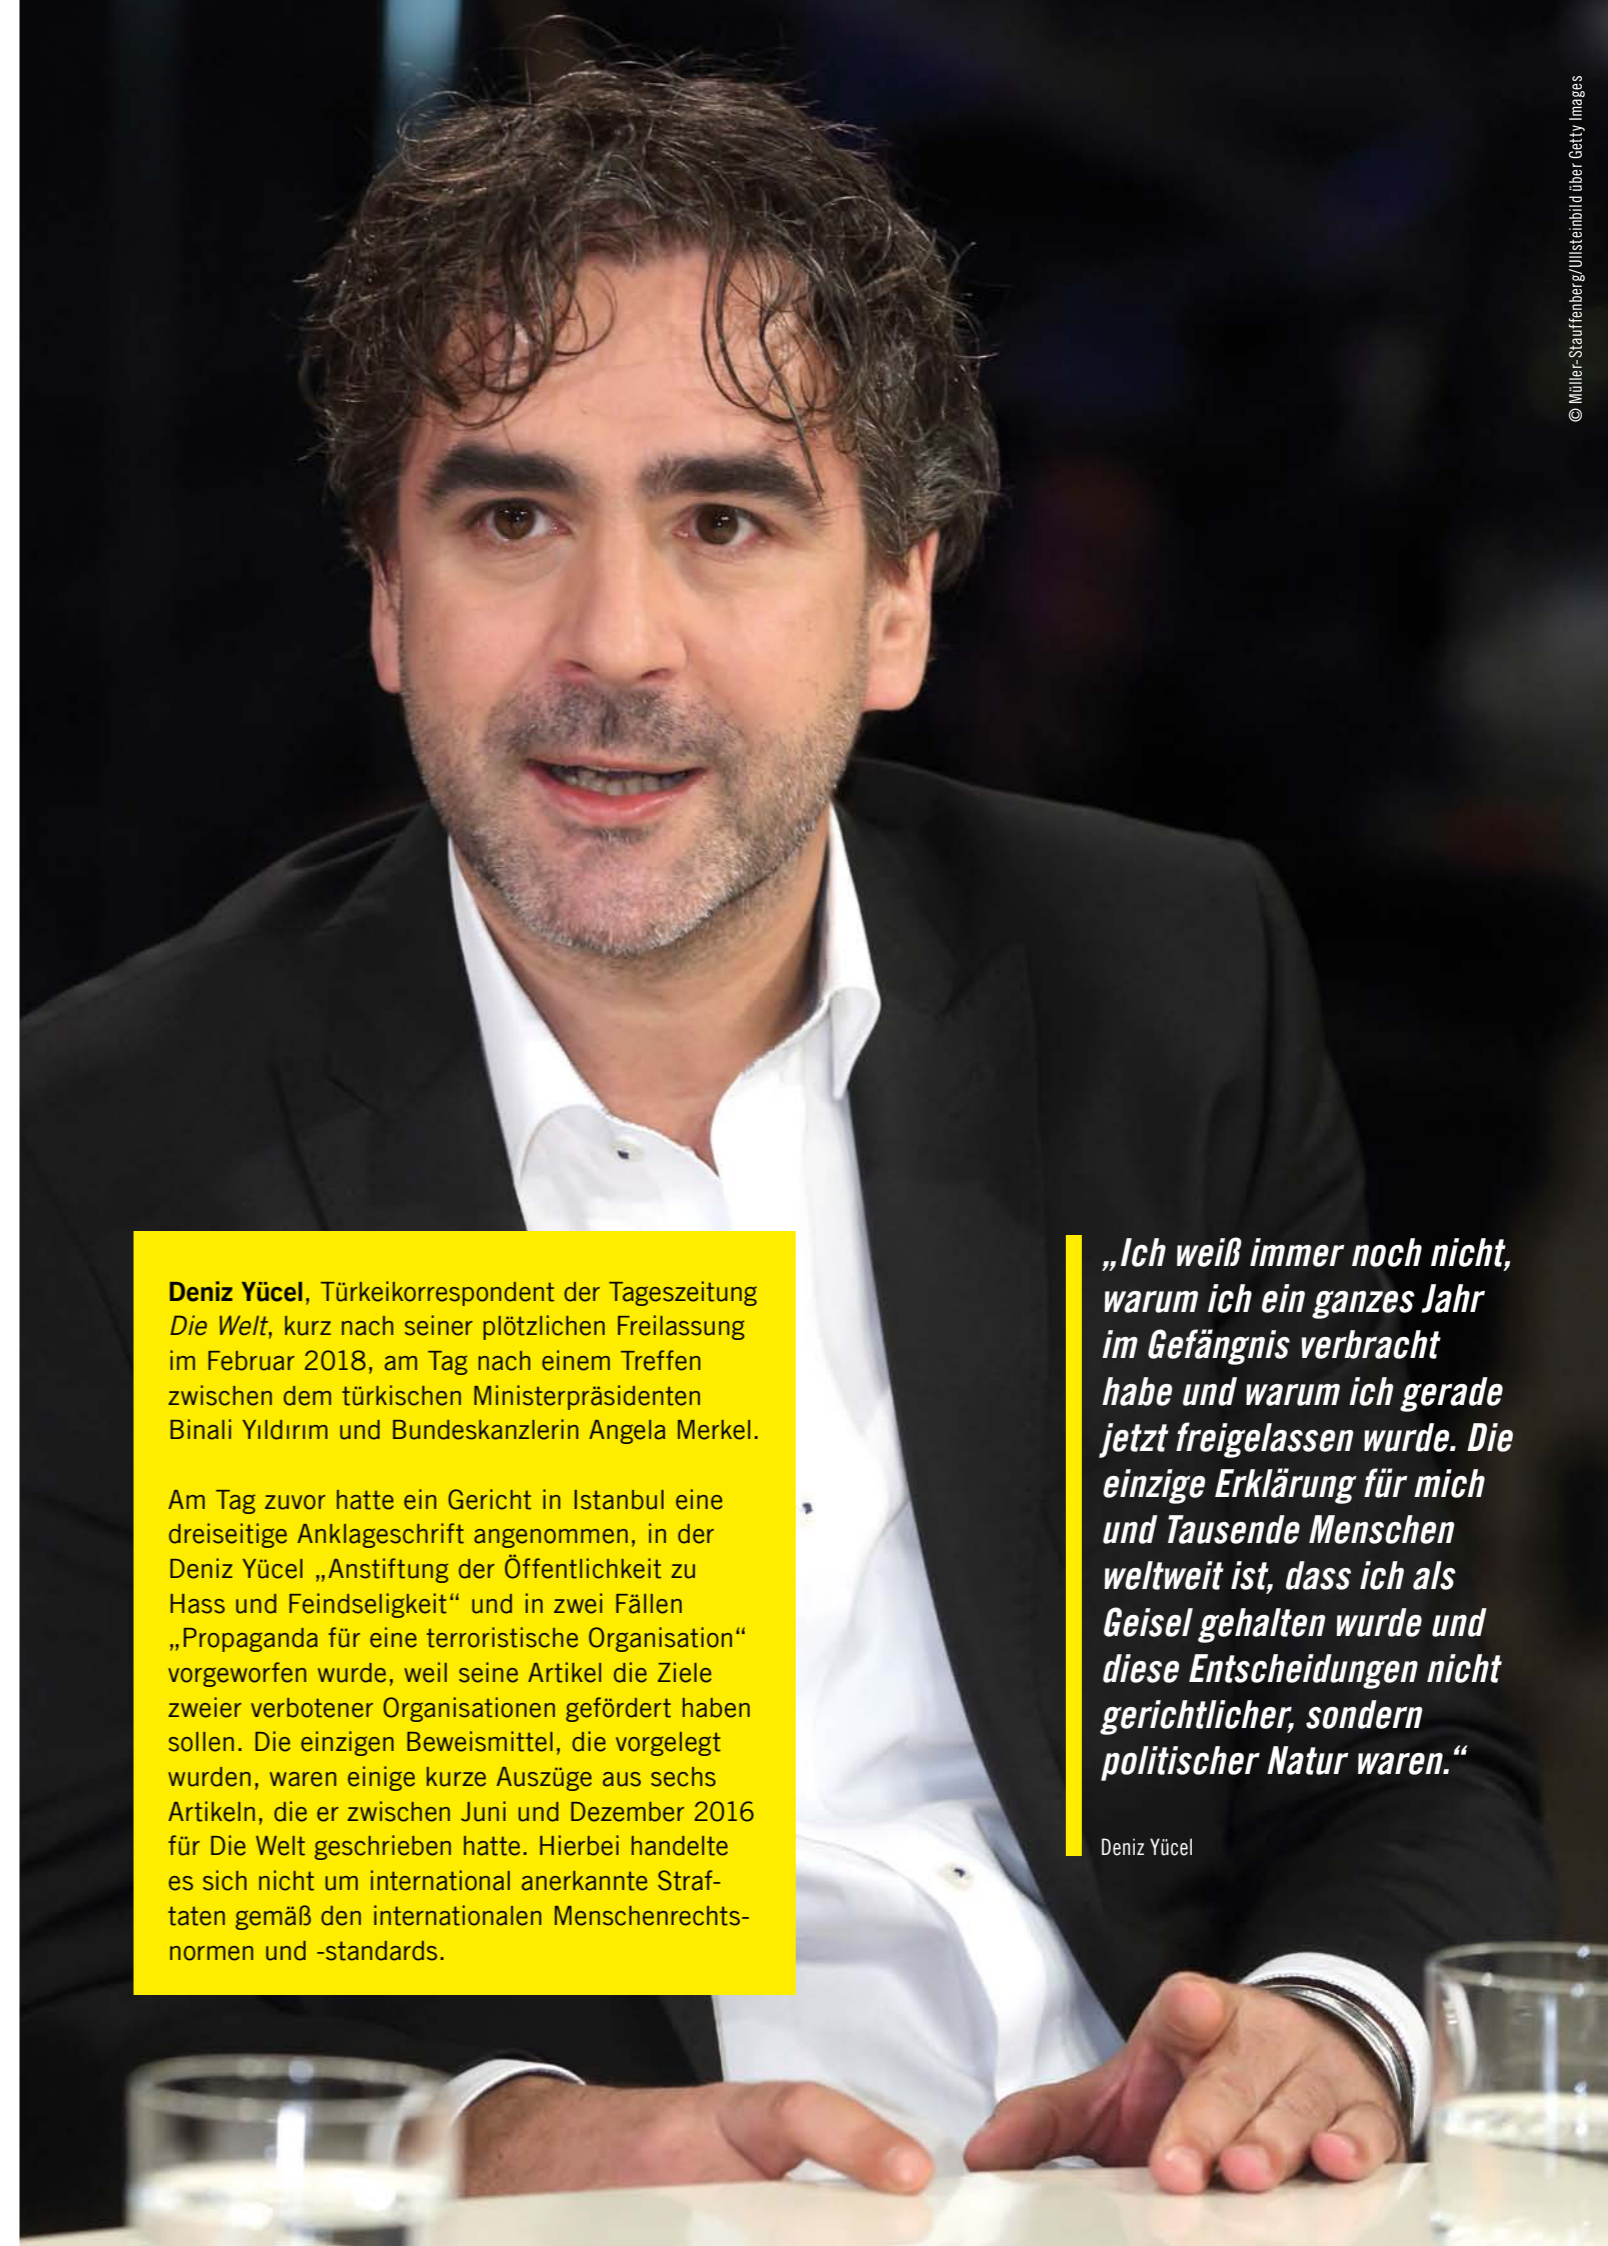 © Müller-Stauffenberg/Ullsteinbild über Getty Images
Deniz Yücel, Türkeikorrespondent der Tageszeitung
Die Welt, kurz nach seiner plötzlichen Freilassung
im Februar 2018, am Tag nach einem Treffen
zwischen dem türkischen Ministerpräsidenten
Binali Yıldırım und Bundeskanzlerin Angela Merkel.
Am Tag zuvor hatte ein Gericht in Istanbul eine
dreiseitige Anklageschrift angenommen, in der
Deniz Yücel „Anstiftung der Öffentlichkeit zu
Hass und Feindseligkeit“ und in zwei Fällen
„Propaganda für eine terroristische Organisation“
vorgeworfen wurde, weil seine Artikel die Ziele
zweier verbotener Organisationen gefördert haben
sollen. Die einzigen Beweismittel, die vorgelegt
wurden, waren einige kurze Auszüge aus sechs
Artikeln, die er zwischen Juni und Dezember 2016
für Die Welt geschrieben hatte. Hierbei handelte
es sich nicht um international anerkannte Straf-
taten gemäß den internationalen Menschenrechts-
normen und -standards.
„Ich weiß immer noch nicht,
warum ich ein ganzes Jahr
im Gefängnis verbracht
habe und warum ich gerade
jetzt freigelassen wurde. Die
einzige Erklärung für mich
und Tausende Menschen
weltweit ist, dass ich als
Geisel gehalten wurde und
diese Entscheidungen nicht
gerichtlicher, sondern
politischer Natur waren.“
Deniz Yücel